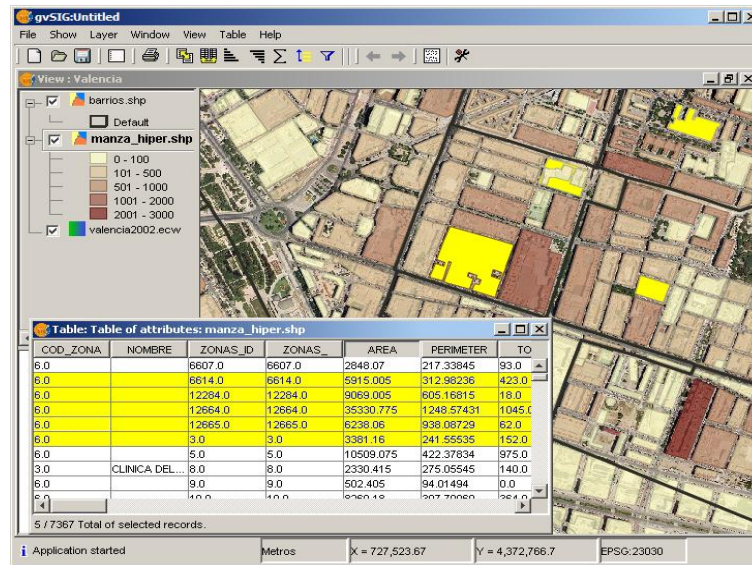 gvSIG:Untitled
File Show Layer Window View Table Help
View : Valencia
barrios.shp
Default
manza_hiper.shp
0 - 100
101 - 500
501 - 1000
1001 - 2000
2001 - 3000
valencia2002.ecw
Table: Table of attributes: manza_hiper.shp
COD_ZONA NOMBRE ZONAS_ID ZONAS_ AREA PERIMETER TO
6.0 6607.0 6607.0 2848.07 217.33845 93.0
6.0 6614.0 6614.0 5915.005 312.98236 423.0
6.0 12284.0 12284.0 9069.005 605.16815 18.0
6.0 12664.0 12664.0 35330.775 1248.57431 1045.0
6.0 12665.0 12665.0 6238.06 938.08729 62.0
6.0 3.0 3.0 3381.16 241.55535 152.0
6.0 5.0 5.0 10509.075 422.37834 975.0
3.0 CLINICA DEL... 8.0 8.0 2330.415 275.05545 140.0
6.0 9.0 9.0 502.405 94.01494 0.0
5 / 7367 Total of selected records.
Application started Metros X = 727,523.67 Y = 4,372,766.7 EPSG:23030